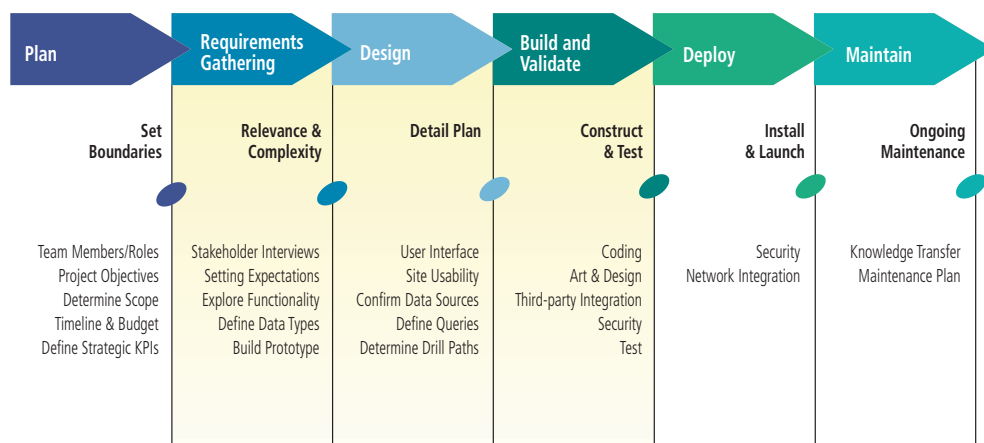 Plan
Requirements
Gathering
Design
Build and
Validate
Deploy
Maintain
Set
Boundaries
Relevance &
Complexity
Detail Plan
Construct
& Test
Install
& Launch
Ongoing
Maintenance
Team Members/Roles
Project Objectives
Determine Scope
Timeline & Budget
Define Strategic KPIs
Stakeholder Interviews
Setting Expectations
Explore Functionality
Define Data Types
Build Prototype
User Interface
Site Usability
Confirm Data Sources
Define Queries
Determine Drill Paths
Coding
Art & Design
Third-party Integration
Security
Test
Security
Network Integration
Knowledge Transfer
Maintenance Plan